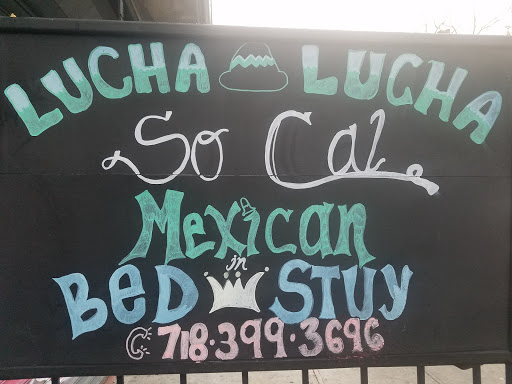 LUCHA LUCHA
So Cal
Mexican
in
BED STUY
718.399.3696